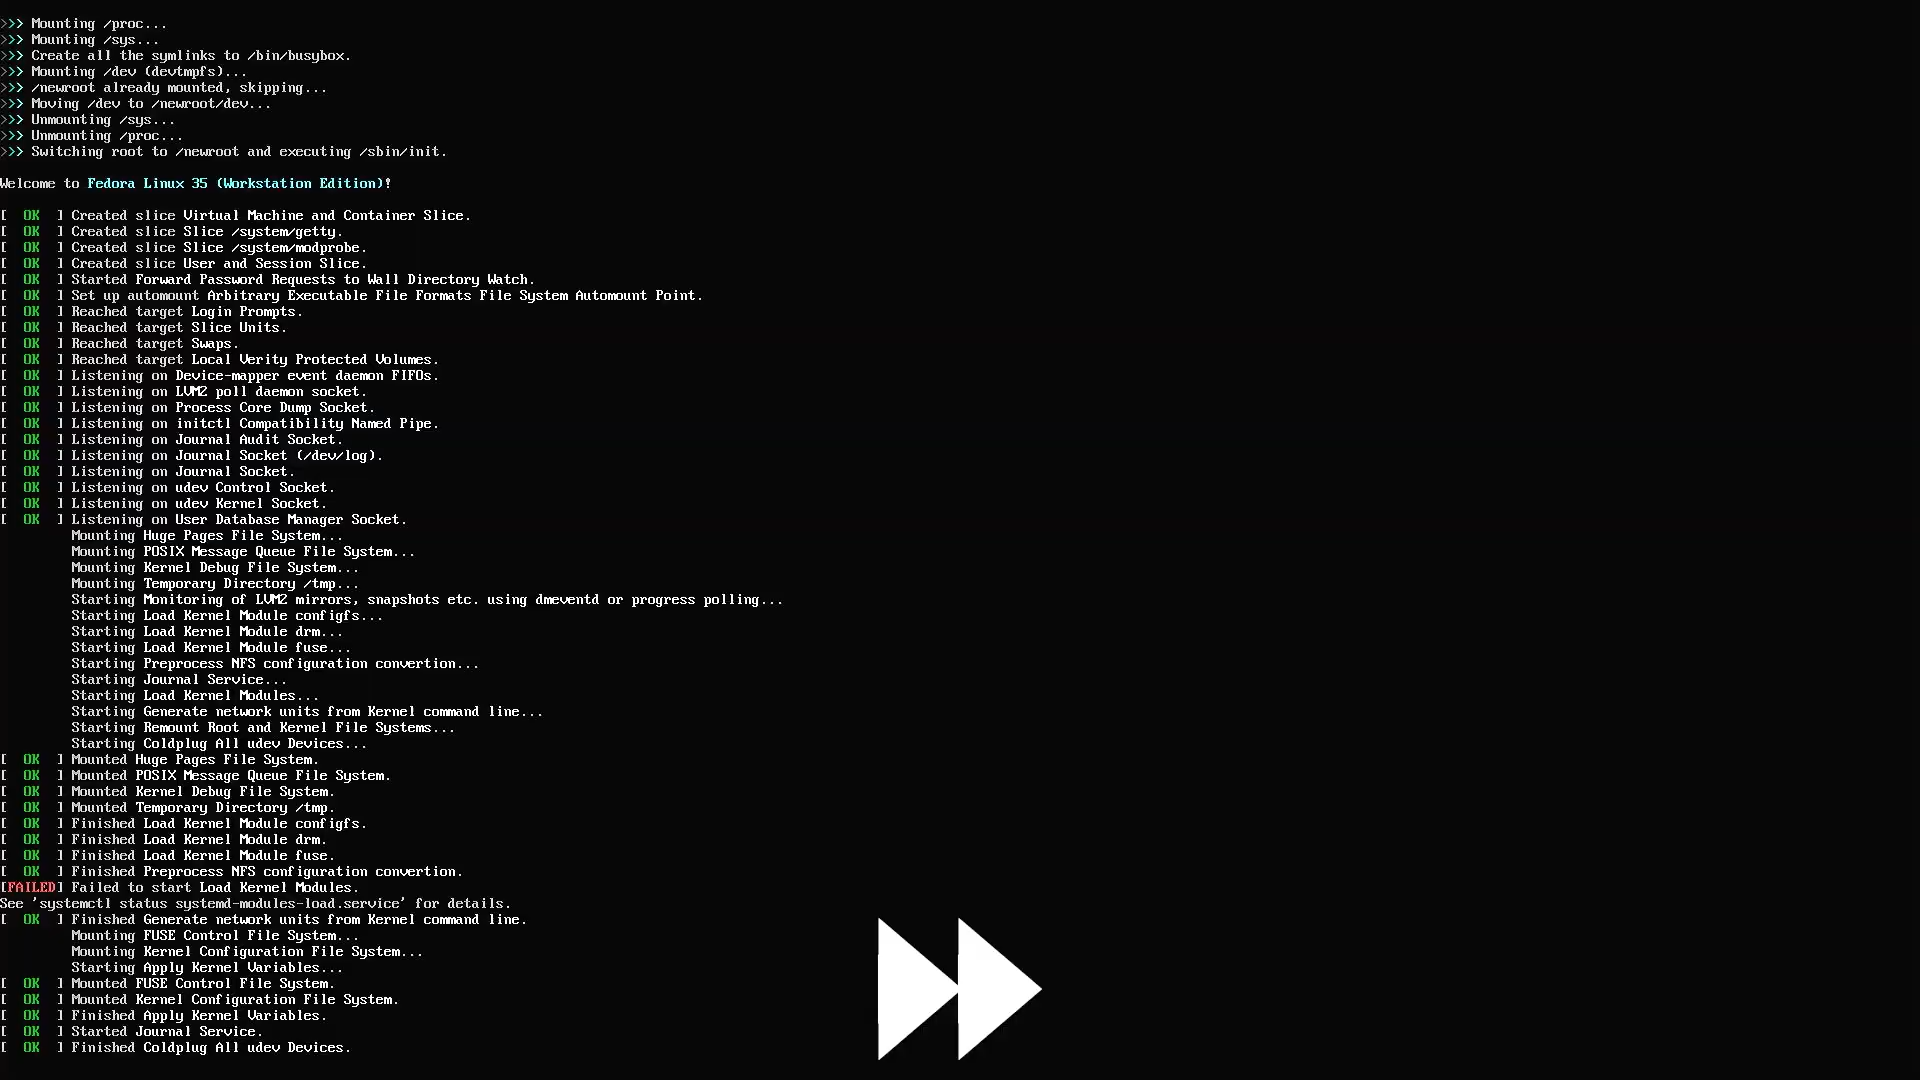 >>> Mounting /proc...
>>> Mounting /sys...
>>> Create all the symlinks to /bin/busybox.
>>> Mounting /dev (devtmpfs)...
>>> /newroot already mounted, skipping...
>>> Moving /dev to /newroot/dev...
>>> Unmounting /sys...
>>> Unmounting /proc...
>>> Switching root to /newroot and executing /sbin/init.
Welcome to Fedora Linux 35 (Workstation Edition)!
[  OK  ] Created slice Virtual Machine and Container Slice.
[  OK  ] Created slice Slice /system/getty.
[  OK  ] Created slice Slice /system/modprobe.
[  OK  ] Created slice User and Session Slice.
[  OK  ] Started Forward Password Requests to Wall Directory Watch.
[  OK  ] Set up automount Arbitrary Executable File Formats File System Automount Point.
[  OK  ] Reached target Login Prompts.
[  OK  ] Reached target Slice Units.
[  OK  ] Reached target Swaps.
[  OK  ] Reached target Local Verity Protected Volumes.
[  OK  ] Listening on Device-mapper event daemon FIFOs.
[  OK  ] Listening on LVM2 poll daemon socket.
[  OK  ] Listening on Process Core Dump Socket.
[  OK  ] Listening on initctl Compatibility Named Pipe.
[  OK  ] Listening on Journal Audit Socket.
[  OK  ] Listening on Journal Socket (/dev/log).
[  OK  ] Listening on Journal Socket.
[  OK  ] Listening on udev Control Socket.
[  OK  ] Listening on udev Kernel Socket.
[  OK  ] Listening on User Database Manager Socket.
         Mounting Huge Pages File System...
         Mounting POSIX Message Queue File System...
         Mounting Kernel Debug File System...
         Mounting Temporary Directory /tmp...
         Starting Monitoring of LVM2 mirrors, snapshots etc. using dmeventd or progress polling...
         Starting Load Kernel Module configfs...
         Starting Load Kernel Module drm...
         Starting Load Kernel Module fuse...
         Starting Preprocess NFS configuration convertion...
         Starting Journal Service...
         Starting Load Kernel Modules...
         Starting Generate network units from Kernel command line...
         Starting Remount Root and Kernel File Systems...
         Starting Coldplug All udev Devices...
[  OK  ] Mounted Huge Pages File System.
[  OK  ] Mounted POSIX Message Queue File System.
[  OK  ] Mounted Kernel Debug File System.
[  OK  ] Mounted Temporary Directory /tmp.
[  OK  ] Finished Load Kernel Module configfs.
[  OK  ] Finished Load Kernel Module drm.
[  OK  ] Finished Load Kernel Module fuse.
[  OK  ] Finished Preprocess NFS configuration convertion.
[FAILED] Failed to start Load Kernel Modules.
See 'systemctl status systemd-modules-load.service' for details.
[  OK  ] Finished Generate network units from Kernel command line.
         Mounting FUSE Control File System...
         Mounting Kernel Configuration File System...
         Starting Apply Kernel Variables...
[  OK  ] Mounted FUSE Control File System.
[  OK  ] Mounted Kernel Configuration File System.
[  OK  ] Finished Apply Kernel Variables.
[  OK  ] Started Journal Service.
[  OK  ] Finished Coldplug All udev Devices.